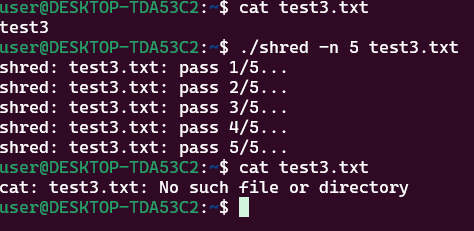 user@DESKTOP-TDA53C2:~$ cat test3.txt
test3
user@DESKTOP-TDA53C2:~$ ./shred -n 5 test3.txt
shred: test3.txt: pass 1/5...
shred: test3.txt: pass 2/5...
shred: test3.txt: pass 3/5...
shred: test3.txt: pass 4/5...
shred: test3.txt: pass 5/5...
user@DESKTOP-TDA53C2:~$ cat test3.txt
cat: test3.txt: No such file or directory
user@DESKTOP-TDA53C2:~$